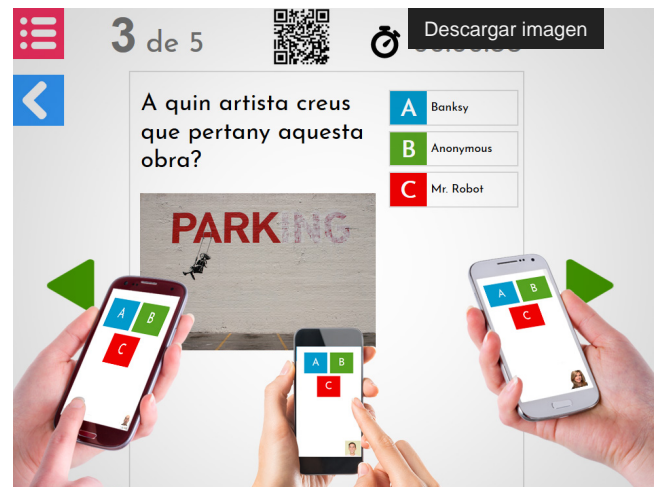 3 de 5
Descargar imagen
A quin artista creus
que pertany aquesta
obra?
A Banksy
B Anonymous
C Mr. Robot
PARKING
A B
C
A B
C
A B
C